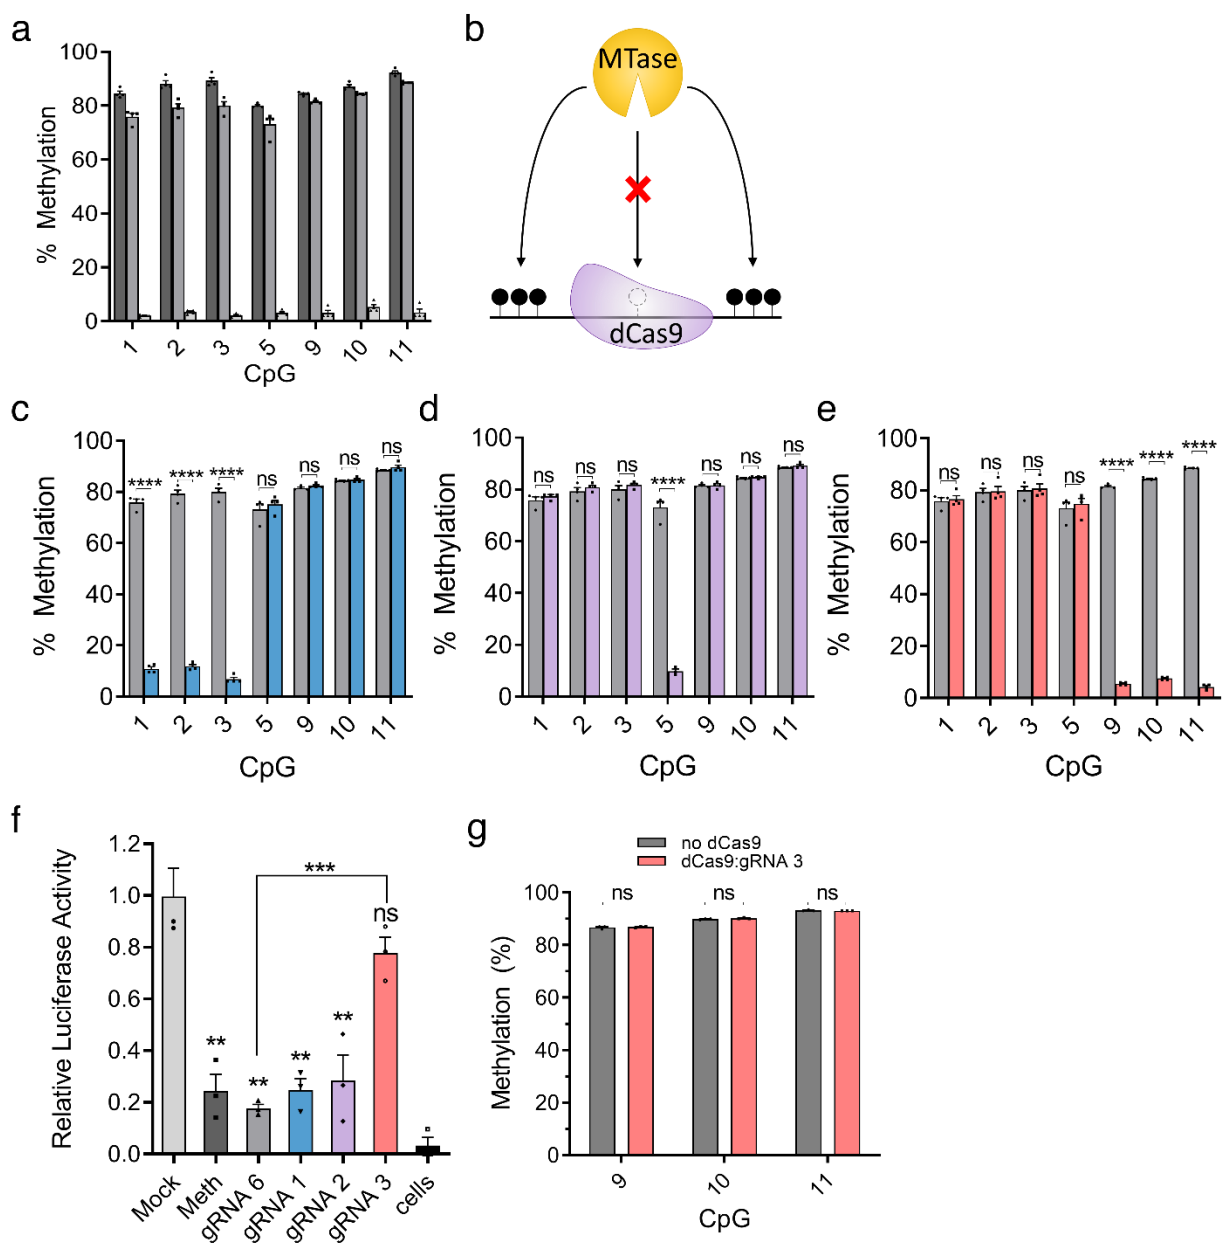 a
% Methylation
100
80
60
40
20
0
1 2 3 5 9 10 11
CpG
b
MTase
dCas9
c
% Methylation
100
80
60
40
20
0
**** **** **** ns ns ns ns
1 2 3 5 9 10 11
CpG
d
% Methylation
100
80
60
40
20
0
ns ns ns **** ns ns ns
1 2 3 5 9 10 11
CpG
e
% Methylation
100
80
60
40
20
0
ns ns ns ns **** **** ****
1 2 3 5 9 10 11
CpG
f
Relative Luciferase Activity
1.2
1.0
0.8
0.6
0.4
0.2
0.0
***
** ** ** ** ns
Mock Meth gRNA 6 gRNA 1 gRNA 2 gRNA 3 cells
g
no dCas9
dCas9:gRNA 3
Methylation (%)
100
80
60
40
20
0
ns ns ns
9 10 11
CpG